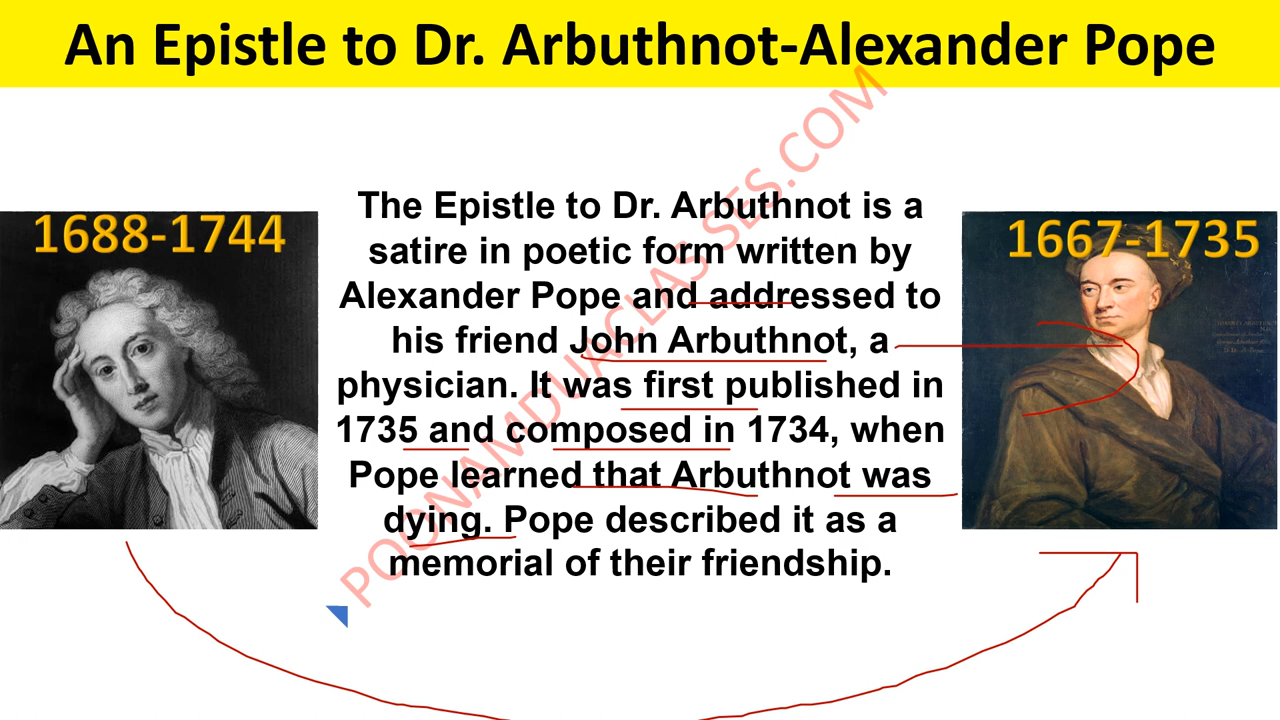 An Epistle to Dr. Arbuthnot-Alexander Pope
1688-1744
1667-1735
The Epistle to Dr. Arbuthnot is a
satire in poetic form written by
Alexander Pope and addressed to
his friend John Arbuthnot, a
physician. It was first published in
1735 and composed in 1734, when
Pope learned that Arbuthnot was
dying. Pope described it as a
memorial of their friendship.
POONAMDUACLASSES.COM